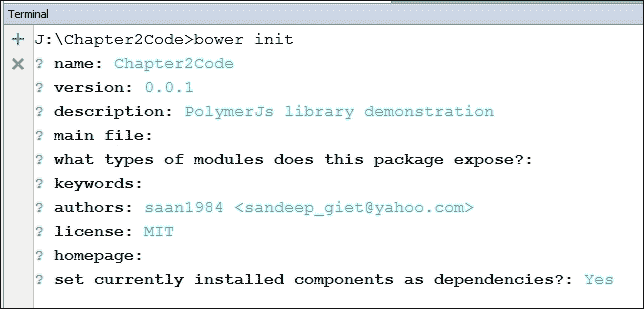 Terminal
J:\Chapter2Code>bower init
? name: Chapter2Code
? version: 0.0.1
? description: PolymerJs library demonstration
? main file:
? what types of modules does this package expose?:
? keywords:
? authors: saan1984 <sandeep_giet@yahoo.com>
? license: MIT
? homepage:
? set currently installed components as dependencies?: Yes